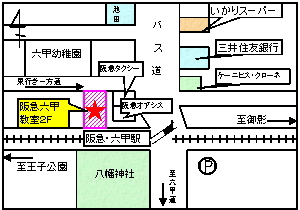 池田
いかりスーパー
バス道
六甲幼稚園
三井住友銀行
阪急タクシー
ケーニヒス・クローネ
東行き一方通
阪急六甲
教室2F
阪急オアシス
至御影
阪急・六甲駅
至王子公園
八幡神社
至六甲道
P